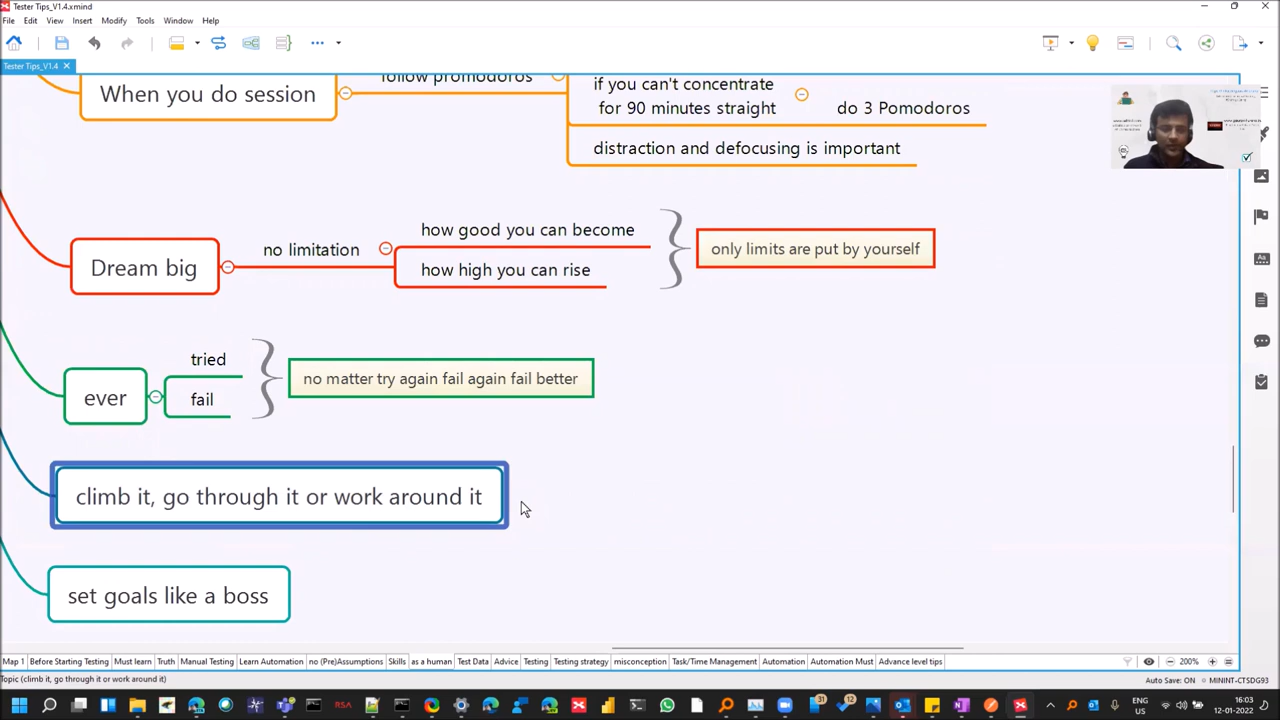 Tester Tips_V1.4.xmind
File Edit View Insert Modify Tools Window Help
Tester Tips_V1.4
When you do session
follow promodoros
if you can't concentrate
for 90 minutes straight
do 3 Pomodoros
distraction and defocusing is important
Dream big
no limitation
how good you can become
how high you can rise
only limits are put by yourself
ever
tried
fail
no matter try again fail again fail better
climb it, go through it or work around it
set goals like a boss
Map 1 Before Starting Testing Must learn Truth Manual Testing Learn Automation no (Pre)Assumptions Skills as a human Test Data Advice Testing Testing strategy misconception Task/Time Management Automation Automation Must Advance level tips
200%
Topic (climb it, go through it or work around it)
Auto Save: ON MININT-CTSDG93
RSA
31
12
ENG
US
16:03
12-01-2022